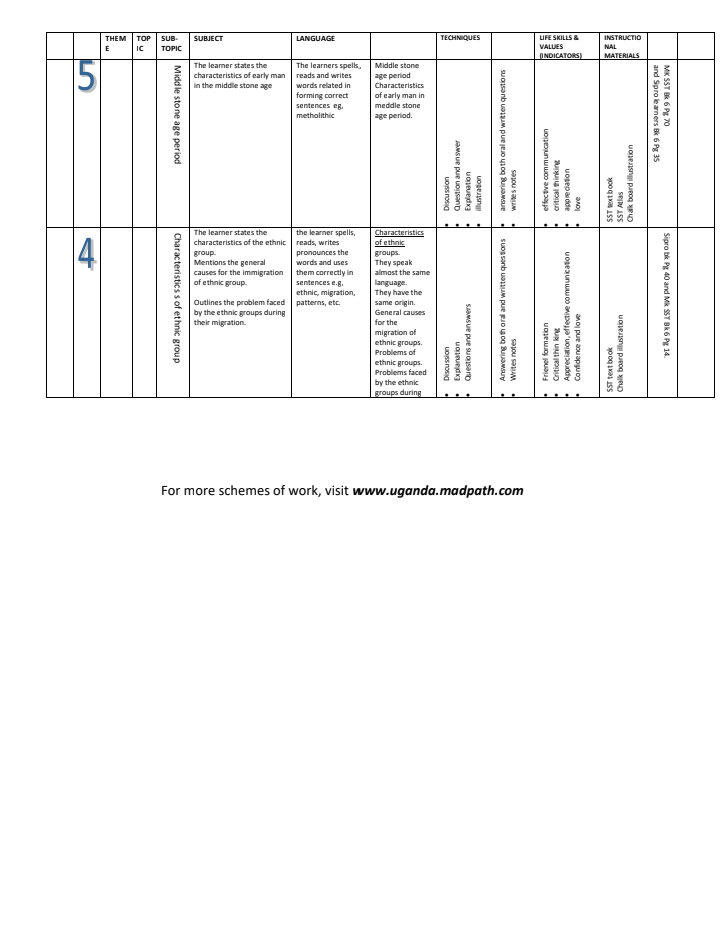 THEM
E
TOP
IC
SUB-
TOPIC
SUBJECT
LANGUAGE
TECHNIQUES
LIFE SKILLS &
VALUES
(INDICATORS)
INSTRUCTIO
NAL
MATERIALS
5
Middle stone age period
The learner states the
characteristics of early man
in the middle stone age
The learners spells,,
reads and writes
words related in
forming correct
sentences eg,
metholithic
Middle stone
age period
Characteristics
of early man in
meddle stone
age period.
• Discussion
• Question and answer
• Explanation
• illustration
• answering both oral and written questions
• writes notes
• effective communication
• critical thinking
• appreciation
• love
SST text book
SST Atlas
Chalk board illustration
MK SST Bk 6 Pg 70
and Sipro learners Bk 6 Pg 35
4
Characteristics s of ethnic group
The learner states the
characteristics of the ethnic
group.
Mentions the general
causes for the immigration
of ethnic group.
Outlines the problem faced
by the ethnic groups during
their migration.
the learner spells,
reads, writes
pronounces the
words and uses
them correctly in
sentences e.g,
ethnic, migration,
patterns, etc.
Characteristics
of ethnic
groups.
They speak
almost the same
language.
They have the
same origin.
General causes
for the
migration of
ethnic groups.
Problems of
ethnic groups.
Problems faced
by the ethnic
groups during
• Discussion
• Explanation
• Questions and answers
• Answering both oral and written questions
• Writes notes
• Frienel formation
• Critical thin king
• Appreciation, effective communication
• Confidence and love
SST text book
Chalk board illustration
Sipro bk Pg 40 and Mk SST Bk 6 Pg 14.
For more schemes of work, visit www.uganda.madpath.com